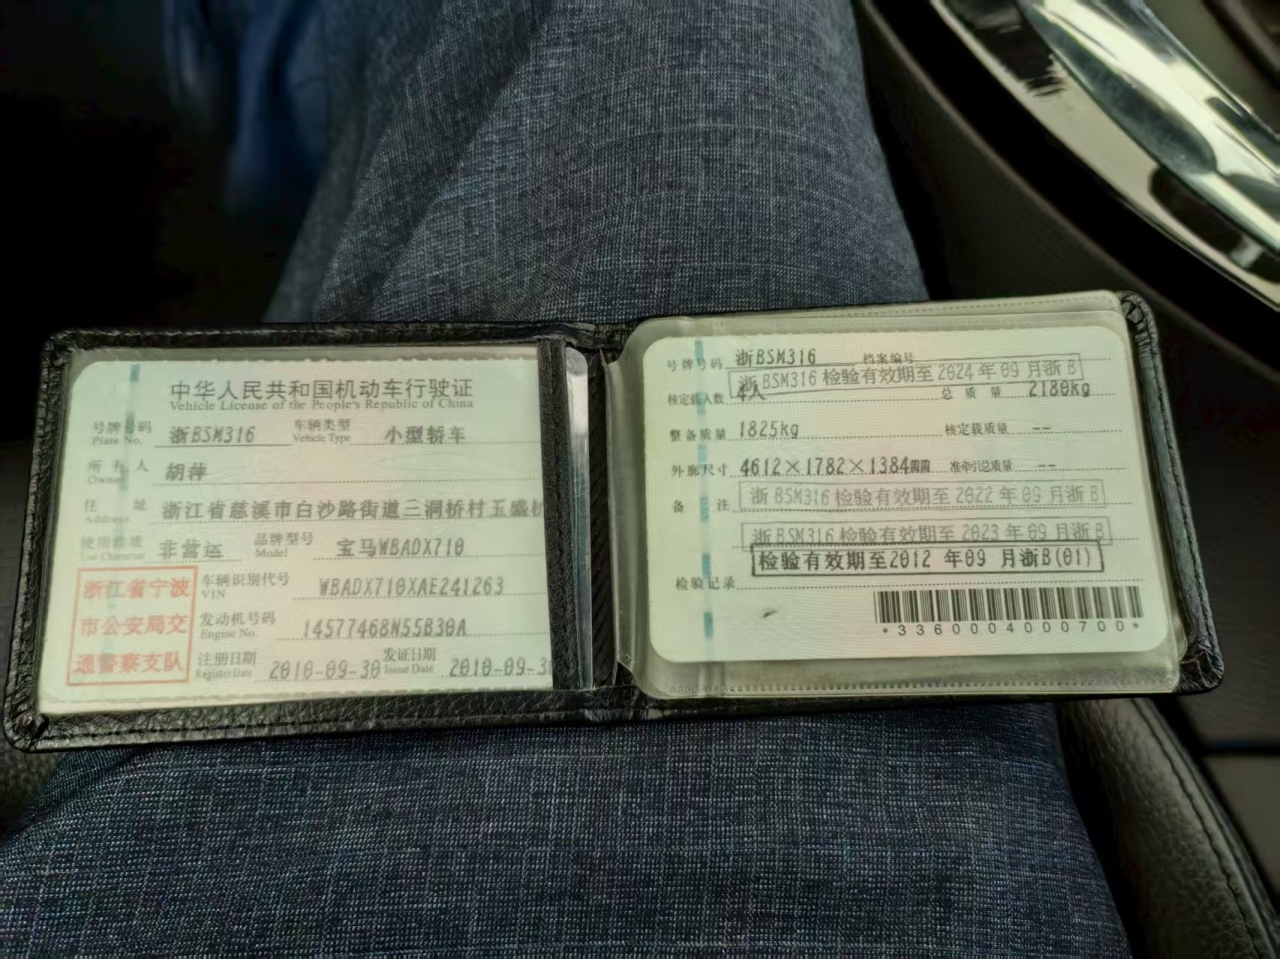 中华人民共和国机动车行驶证
Vehicle License of the People's Republic of China
号牌号码 浙BSM316 车辆类型 小型轿车
Plate No. Vehicle Type
所有人 胡萍
Owner
住址 浙江省慈溪市白沙路街道三洞桥村玉盛
Address
使用性质 非营运 品牌型号 宝马WBADX710
Use Character Model
浙江省宁波
市公安局交
通警察支队
车辆识别代号 WBADX710XAE241263
VIN
发动机号码 14577468N55B30A
Engine No.
注册日期 2010-09-30 发证日期 2010-09-3
Register Date Issue Date
号牌号码 浙BSM316 档案编号
浙BSM316 检验有效期至2024年09月浙B
核定载人数 4人 总质量 2180kg
整备质量 1825kg 核定载质量 --
外廓尺寸 4612×1782×1384mm 准牵引总质量 --
备注 浙BSM316检验有效期至2022年09月浙B
浙BSM316检验有效期至2023年09月浙B
检验有效期至2012 年09 月浙B(01)
检验记录
*3360004000700*